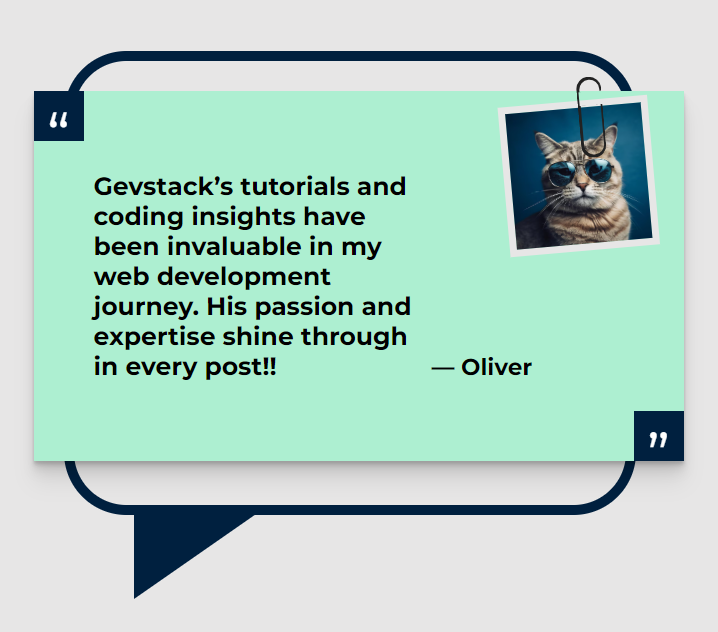 “
Gevstack’s tutorials and
coding insights have
been invaluable in my
web development
journey. His passion and
expertise shine through
in every post!!
— Oliver
”